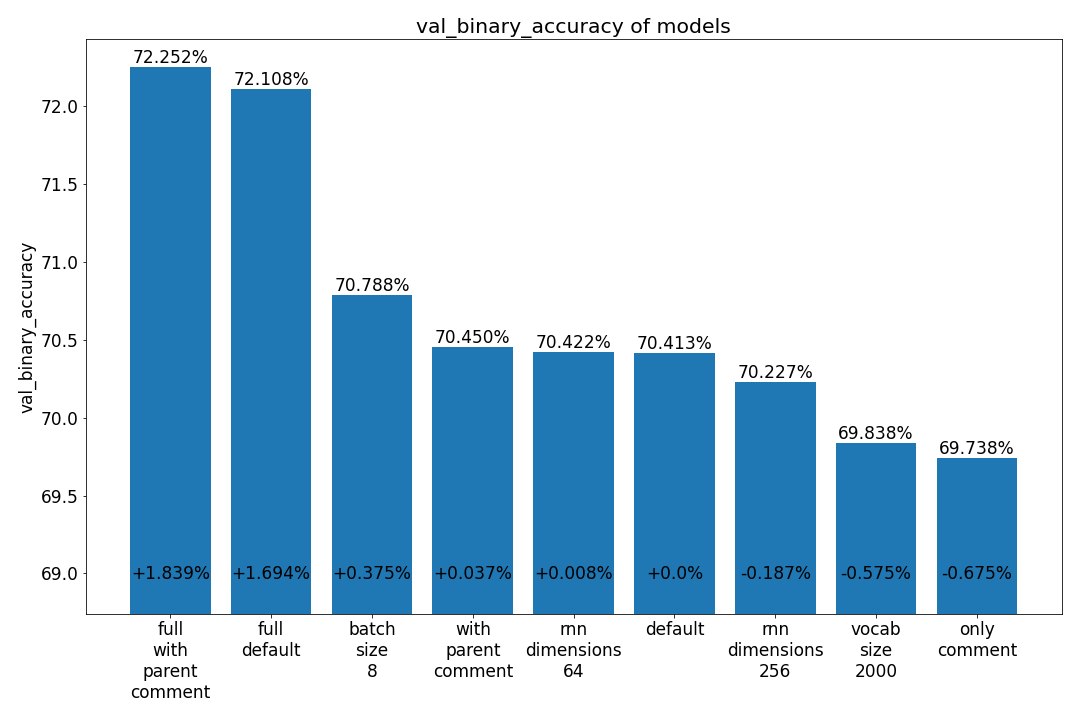 val_binary_accuracy of models
val_binary_accuracy
72.0
71.5
71.0
70.5
70.0
69.5
69.0
72.252%
72.108%
70.788%
70.450%
70.422%
70.413%
70.227%
69.838%
69.738%
+1.839%
+1.694%
+0.375%
+0.037%
+0.008%
+0.0%
-0.187%
-0.575%
-0.675%
full
with
parent
comment
full
default
batch
size
8
with
parent
comment
rnn
dimensions
64
default
rnn
dimensions
256
vocab
size
2000
only
comment